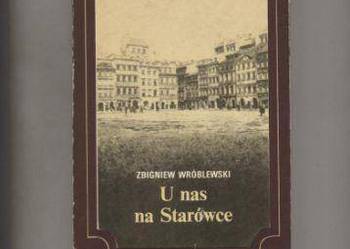 ZBIGNIEW WRÓBLEWSKI
U nas
na Starówce